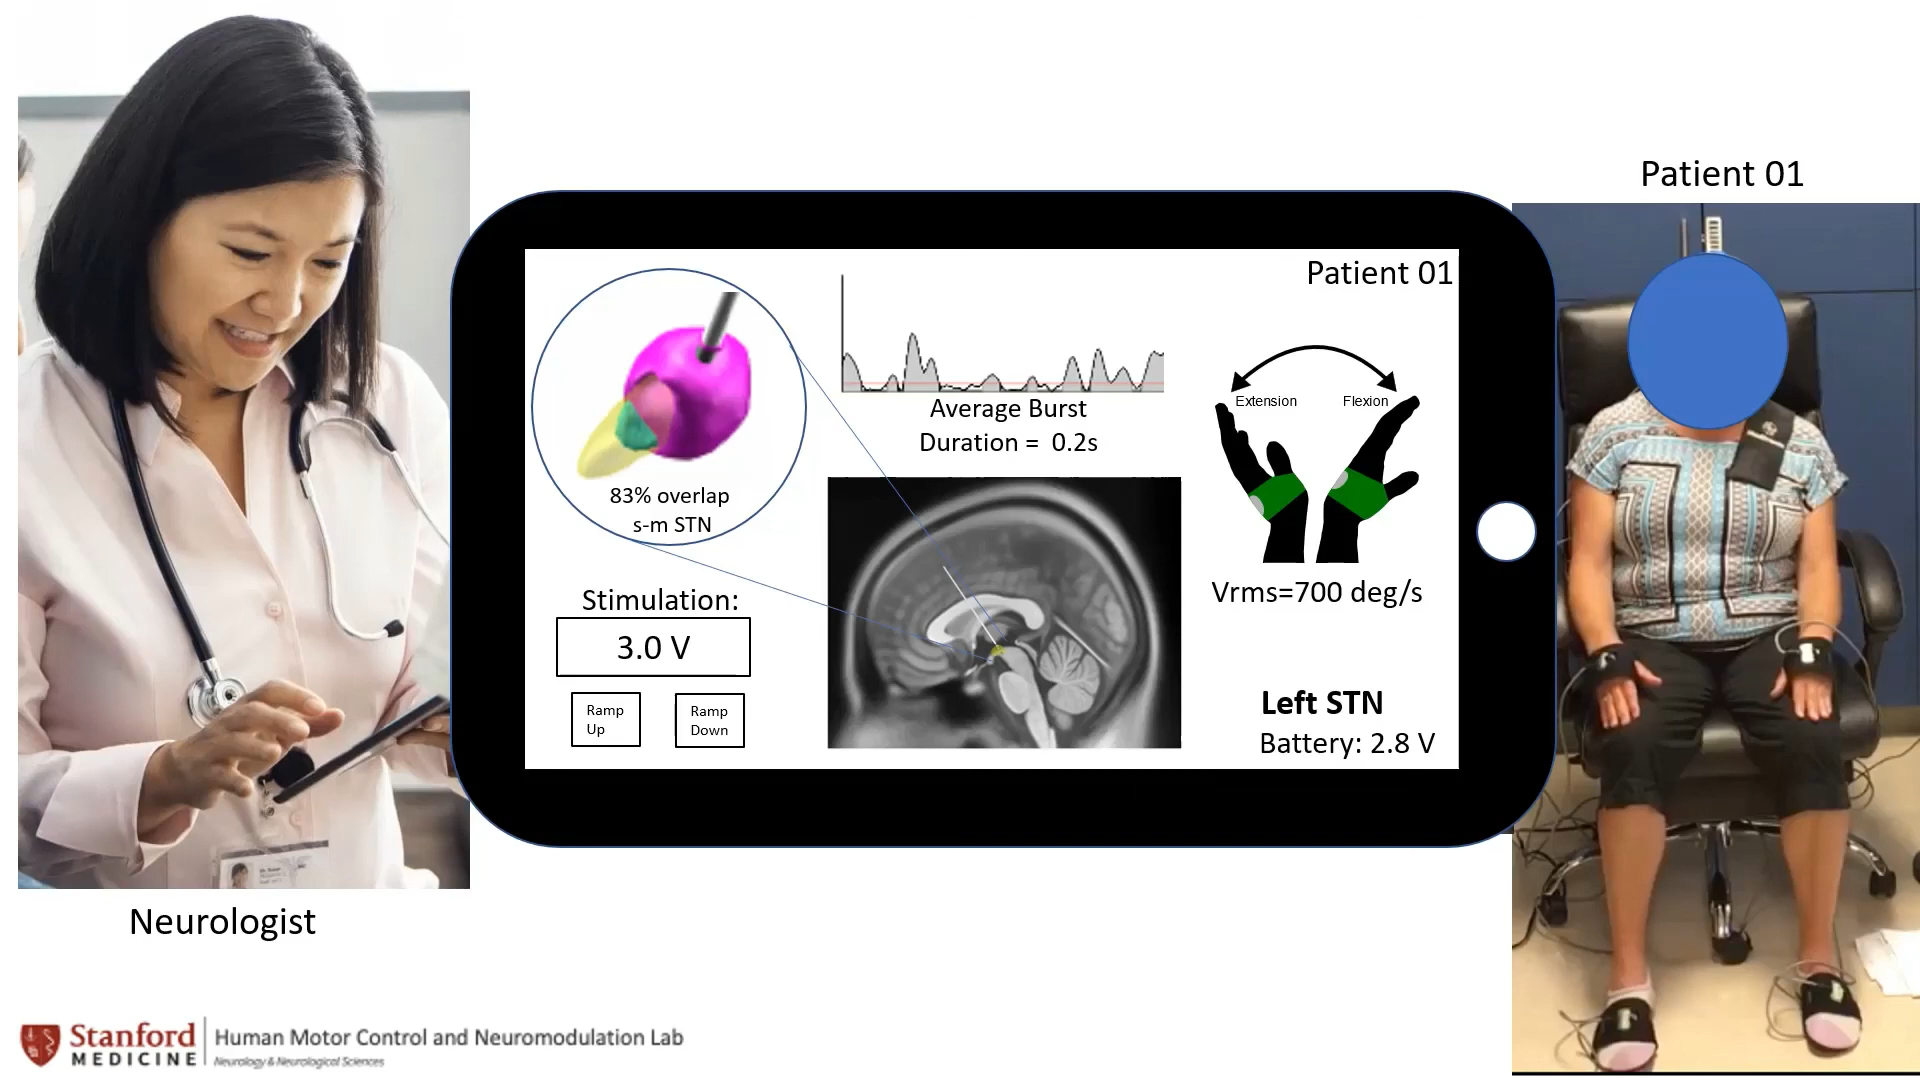 Patient 01
Patient 01
83% overlap
s-m STN
Average Burst
Duration = 0.2s
Extension
Flexion
Vrms=700 deg/s
Stimulation:
3.0 V
Ramp
Up
Ramp
Down
Left STN
Battery: 2.8 V
Neurologist
Stanford
MEDICINE
Human Motor Control and Neuromodulation Lab
Neurology & Neurological Sciences